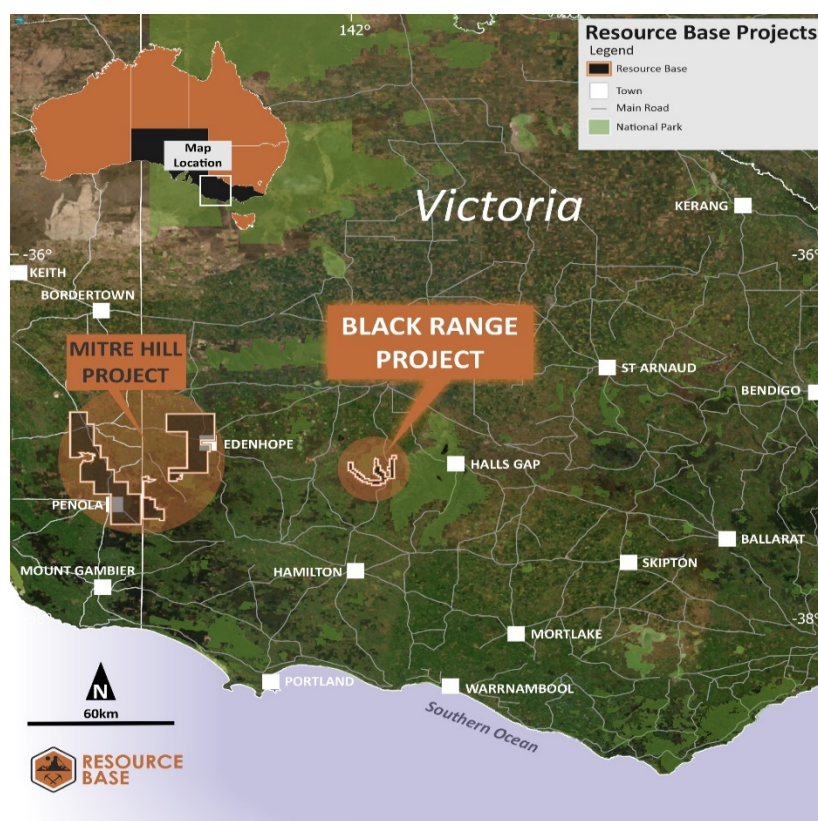 142°
Resource Base Projects
Legend
Resource Base
Town
Main Road
National Park
Map
Location
Victoria
KERANG
-36°
-36°
KEITH
BORDERTOWN
BLACK RANGE
PROJECT
MITRE HILL
PROJECT
ST ARNAUD
BENDIGO
EDENHOPE
HALLS GAP
PENOLA
BALLARAT
MOUNT GAMBIER
HAMILTON
SKIPTON
-38°
MORTLAKE
PORTLAND
WARRNAMBOOL
Southern Ocean
N
60km
RESOURCE
BASE